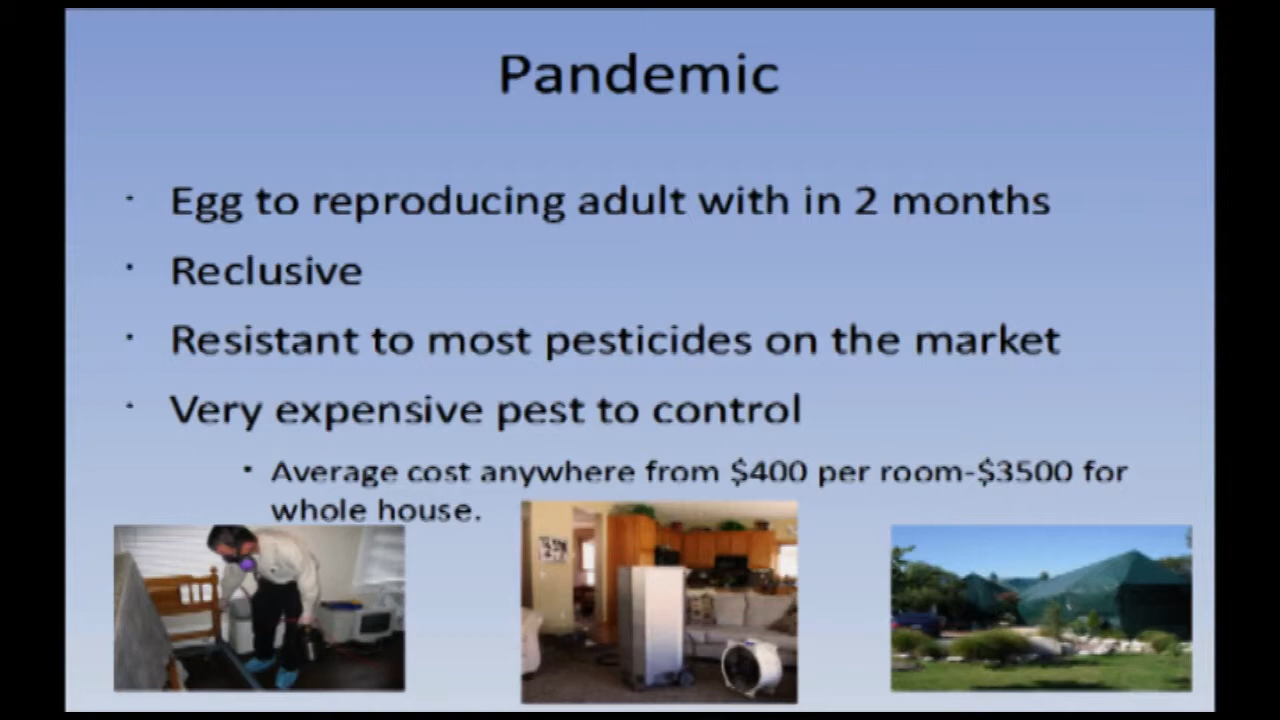 Pandemic
· Egg to reproducing adult with in 2 months
· Reclusive
· Resistant to most pesticides on the market
· Very expensive pest to control
· Average cost anywhere from $400 per room-$3500 for
whole house.